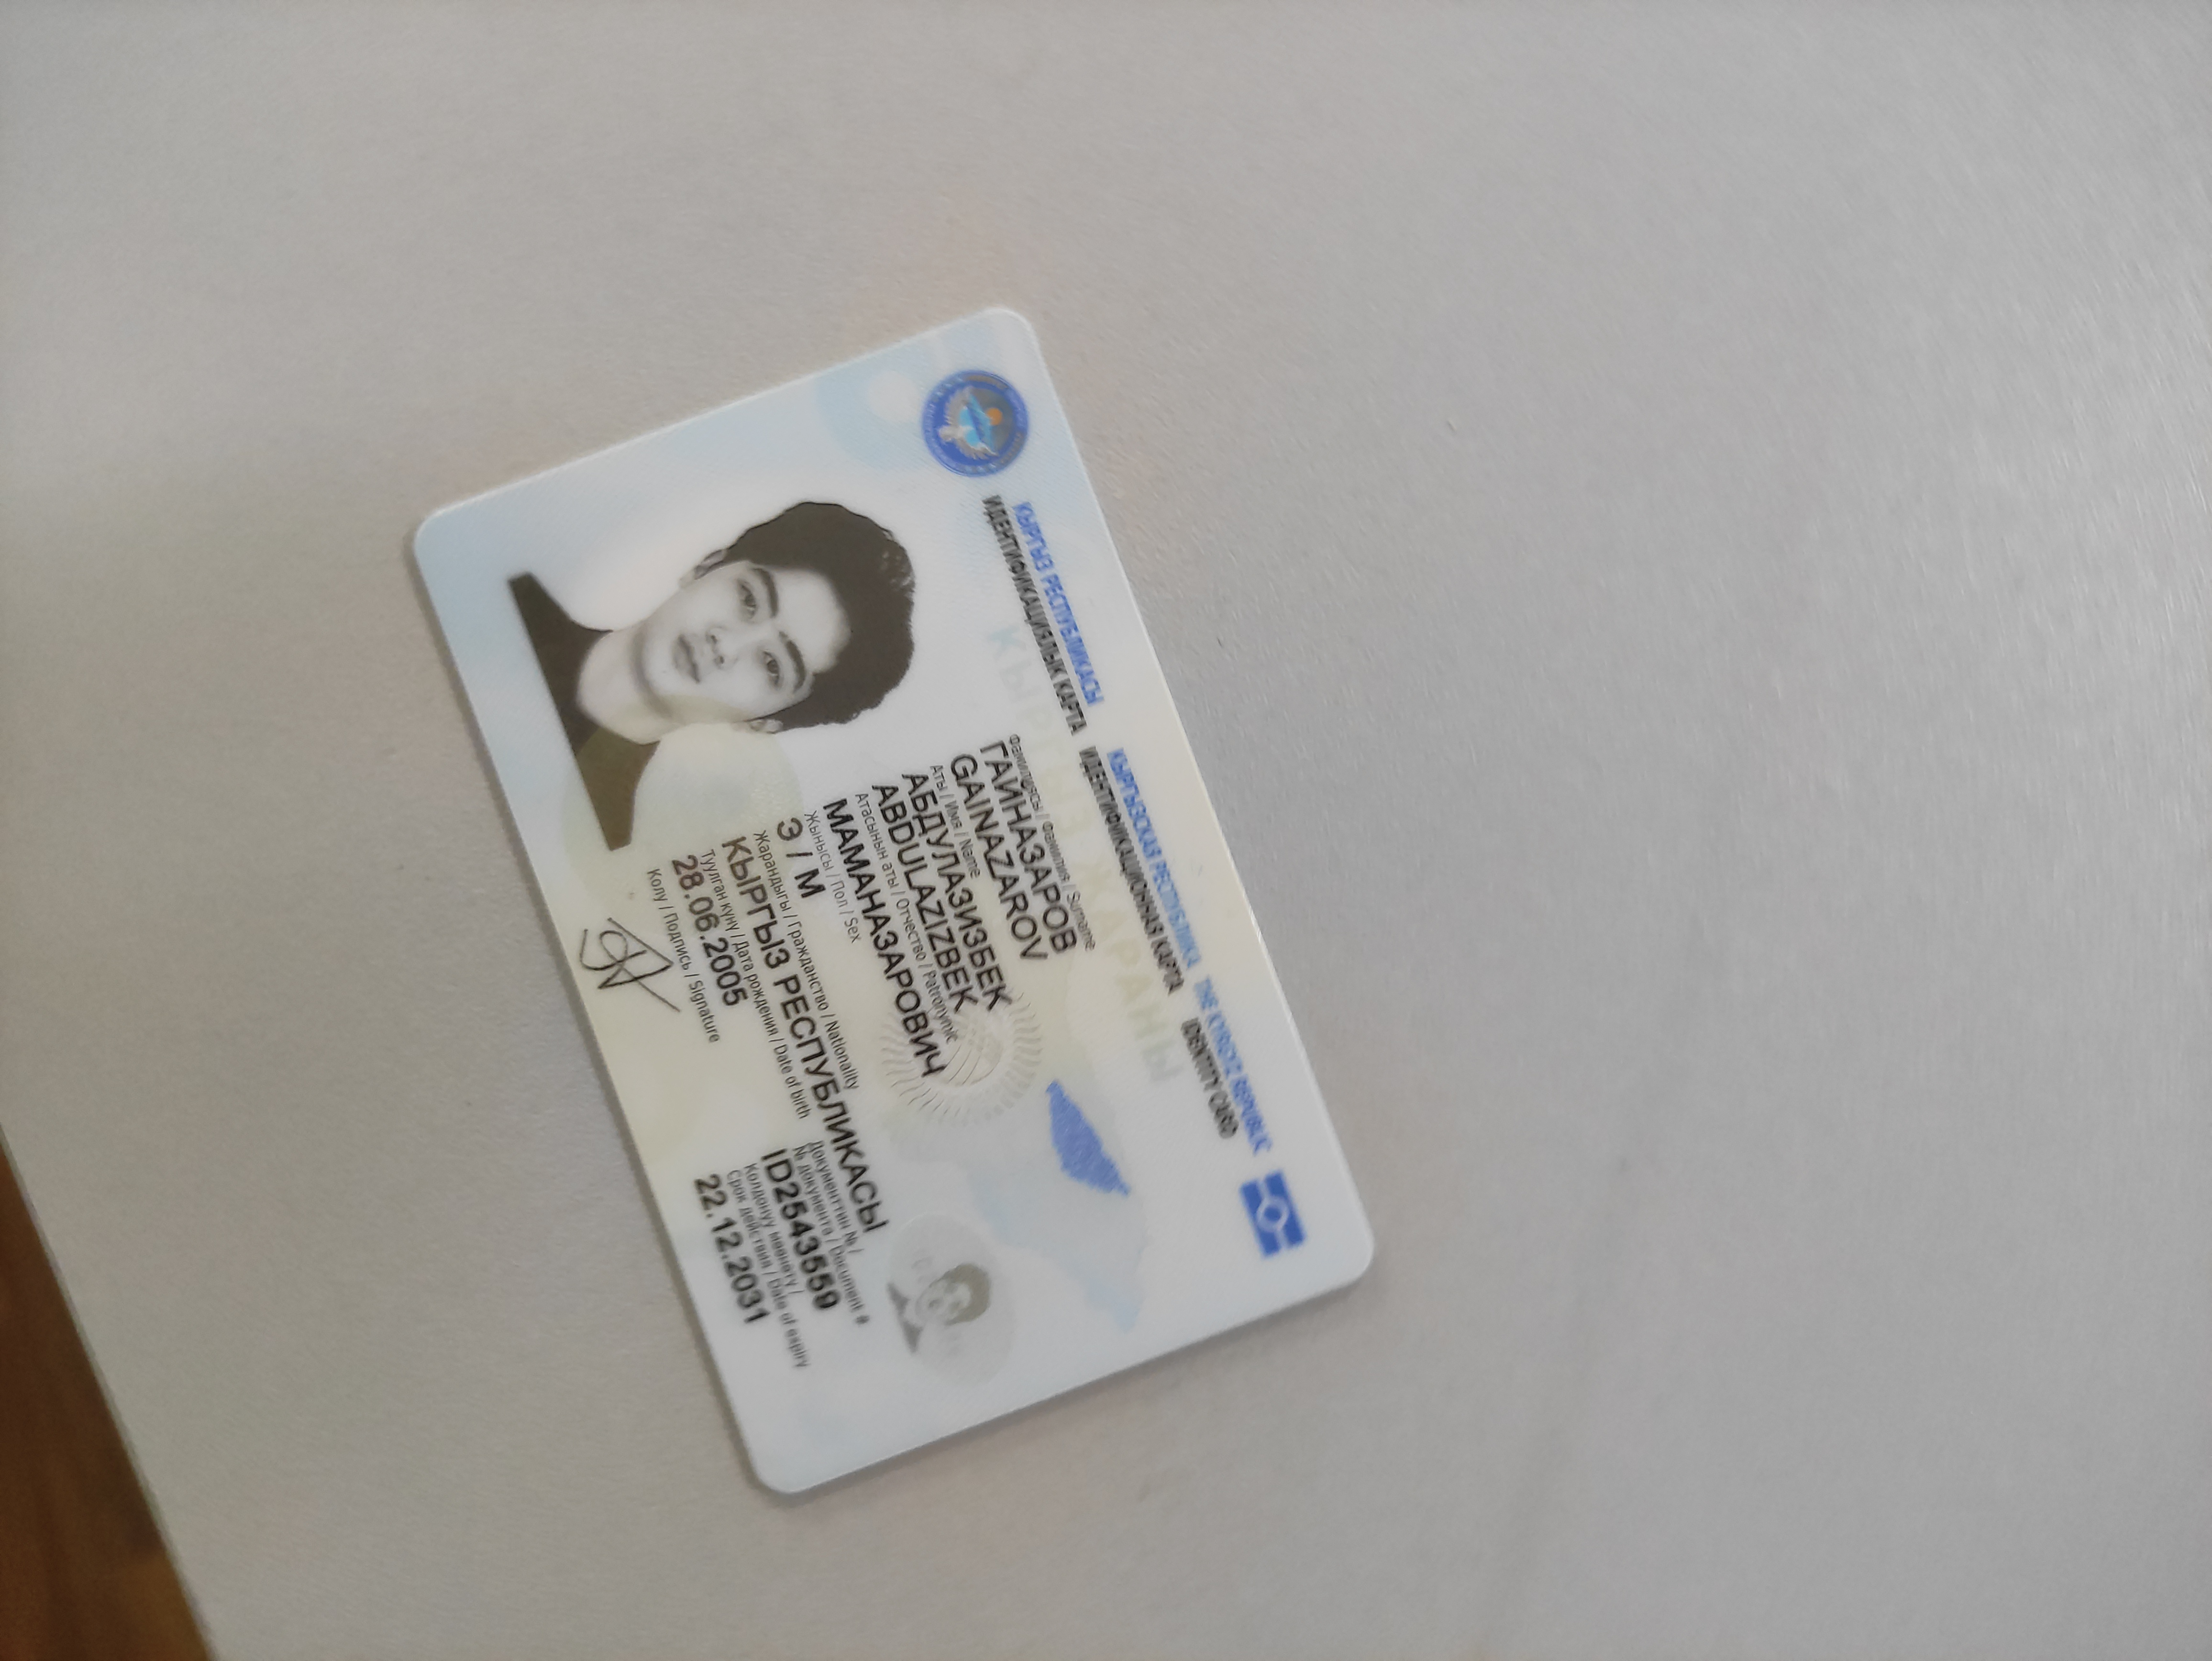 КЫРГЫЗ РЕСПУБЛИКАСЫ КЫРГЫЗСКАЯ РЕСПУБЛИКА THE KYRGYZ REPUBLIC
ИДЕНТИФИКАЦИЯЛЫК КАРТА ИДЕНТИФИКАЦИОННАЯ КАРТА IDENTITY CARD
КЫРГЫЗ ЖАРАНЫ
Фамилиясы / Фамилия / Surname
ГАИНАЗАРОВ
GAINAZAROV
Аты / Имя / Name
АБДУЛАЗИЗБЕК
ABDULAZIZBEK
Атасынын аты / Отчество / Patronymic
МАМАНАЗАРОВИЧ
Жынысы / Пол / Sex
Э / М
Жарандыгы / Гражданство / Nationality
КЫРГЫЗ РЕСПУБЛИКАСЫ
Туулган күнү / Дата рождения / Date of birth
28.06.2005
Документтин № /
№ документа / Document #
ID2543559
Колдонуу мөөнөтү /
Срок действия / Date of expiry
22.12.2031
Колу / Подпись / Signature